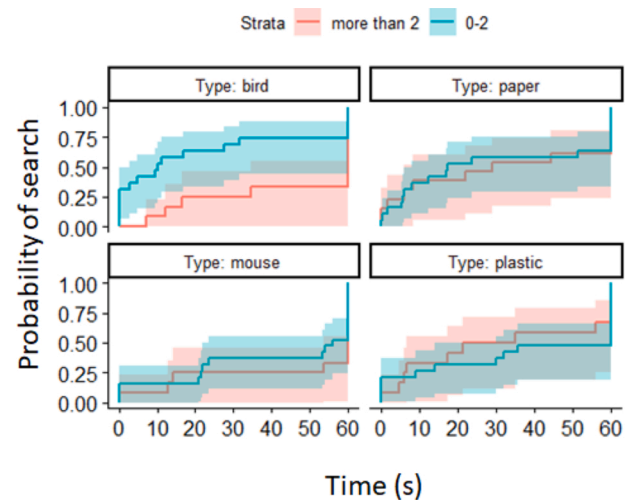 Strata more than 2 0-2
Type: bird Type: paper
1.00
0.75
0.50
0.25
0.00
Type: mouse Type: plastic
1.00
0.75
0.50
0.25
0.00
0 10 20 30 40 50 60 0 10 20 30 40 50 60
Probability of search
Time (s)